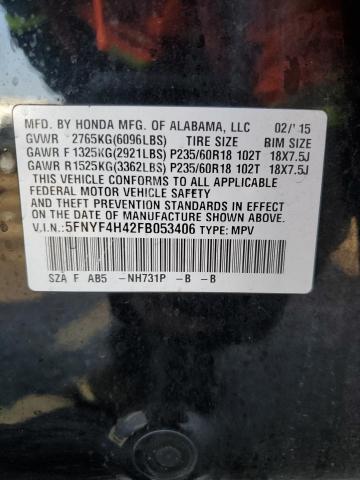 MFD. BY HONDA MFG. OF ALABAMA, LLC 02/'15
GVWR 2765KG(6096LBS) TIRE SIZE RIM SIZE
GAWR F 1325KG(2921LBS) P235/60R18 102T 18X7.5J
GAWR R 1525KG(3362LBS) P235/60R18 102T 18X7.5J
THIS VEHICLE CONFORMS TO ALL APPLICABLE
FEDERAL MOTOR VEHICLE SAFETY, BUMPER, AND
THEFT PREVENTION STANDARDS IN EFFECT ON THE
DATE OF MANUFACTURE SHOWN ABOVE.
V.I.N.: 5FNYF4H42FB053406 TYPE: MPV
SZA F AB5 -NH731P -B -B